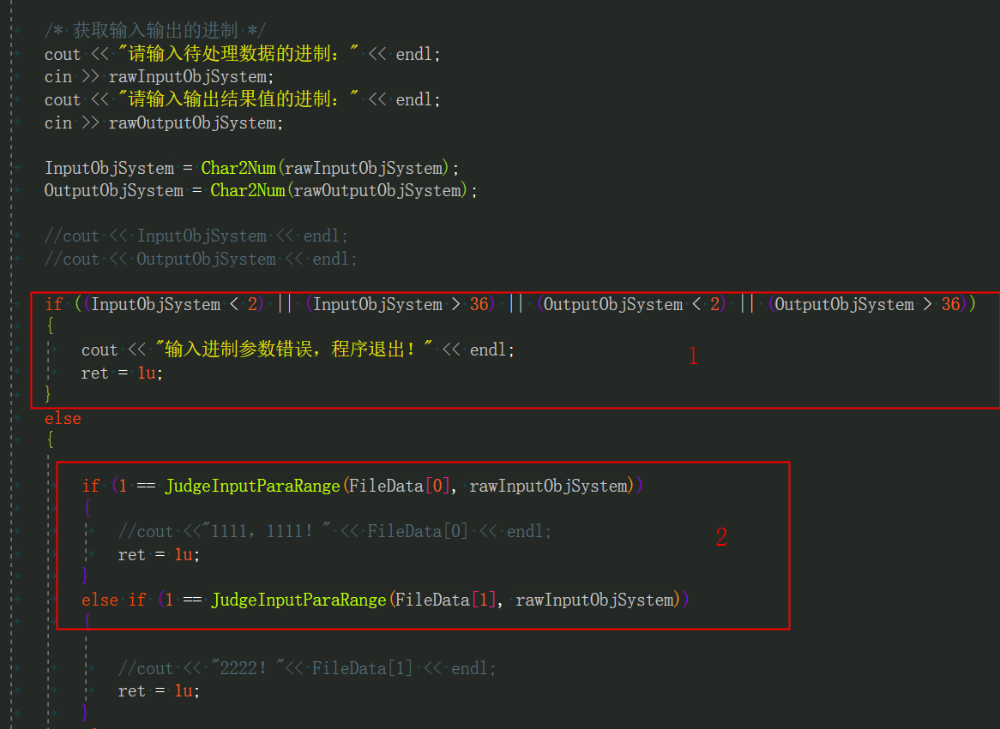 /* 获取输入输出的进制 */
cout << "请输入待处理数据的进制：" << endl;
cin >> rawInputObjSystem;
cout << "请输入输出结果值的进制：" << endl;
cin >> rawOutputObjSystem;
InputObjSystem = Char2Num(rawInputObjSystem);
OutputObjSystem = Char2Num(rawOutputObjSystem);
//cout << InputObjSystem << endl;
//cout << OutputObjSystem << endl;
if ((InputObjSystem < 2) || (InputObjSystem > 36) || (OutputObjSystem < 2) || (OutputObjSystem > 36))
{
cout << "输入进制参数错误，程序退出！" << endl;
1
ret = 1u;
}
else
{
if (1 == JudgeInputParaRange(FileData[0], rawInputObjSystem))
{
//cout <<"1111，1111！" << FileData[0] << endl;
2
ret = 1u;
}
else if (1 == JudgeInputParaRange(FileData[1], rawInputObjSystem))
{
//cout << "2222！"<< FileData[1] << endl;
ret = 1u;
}